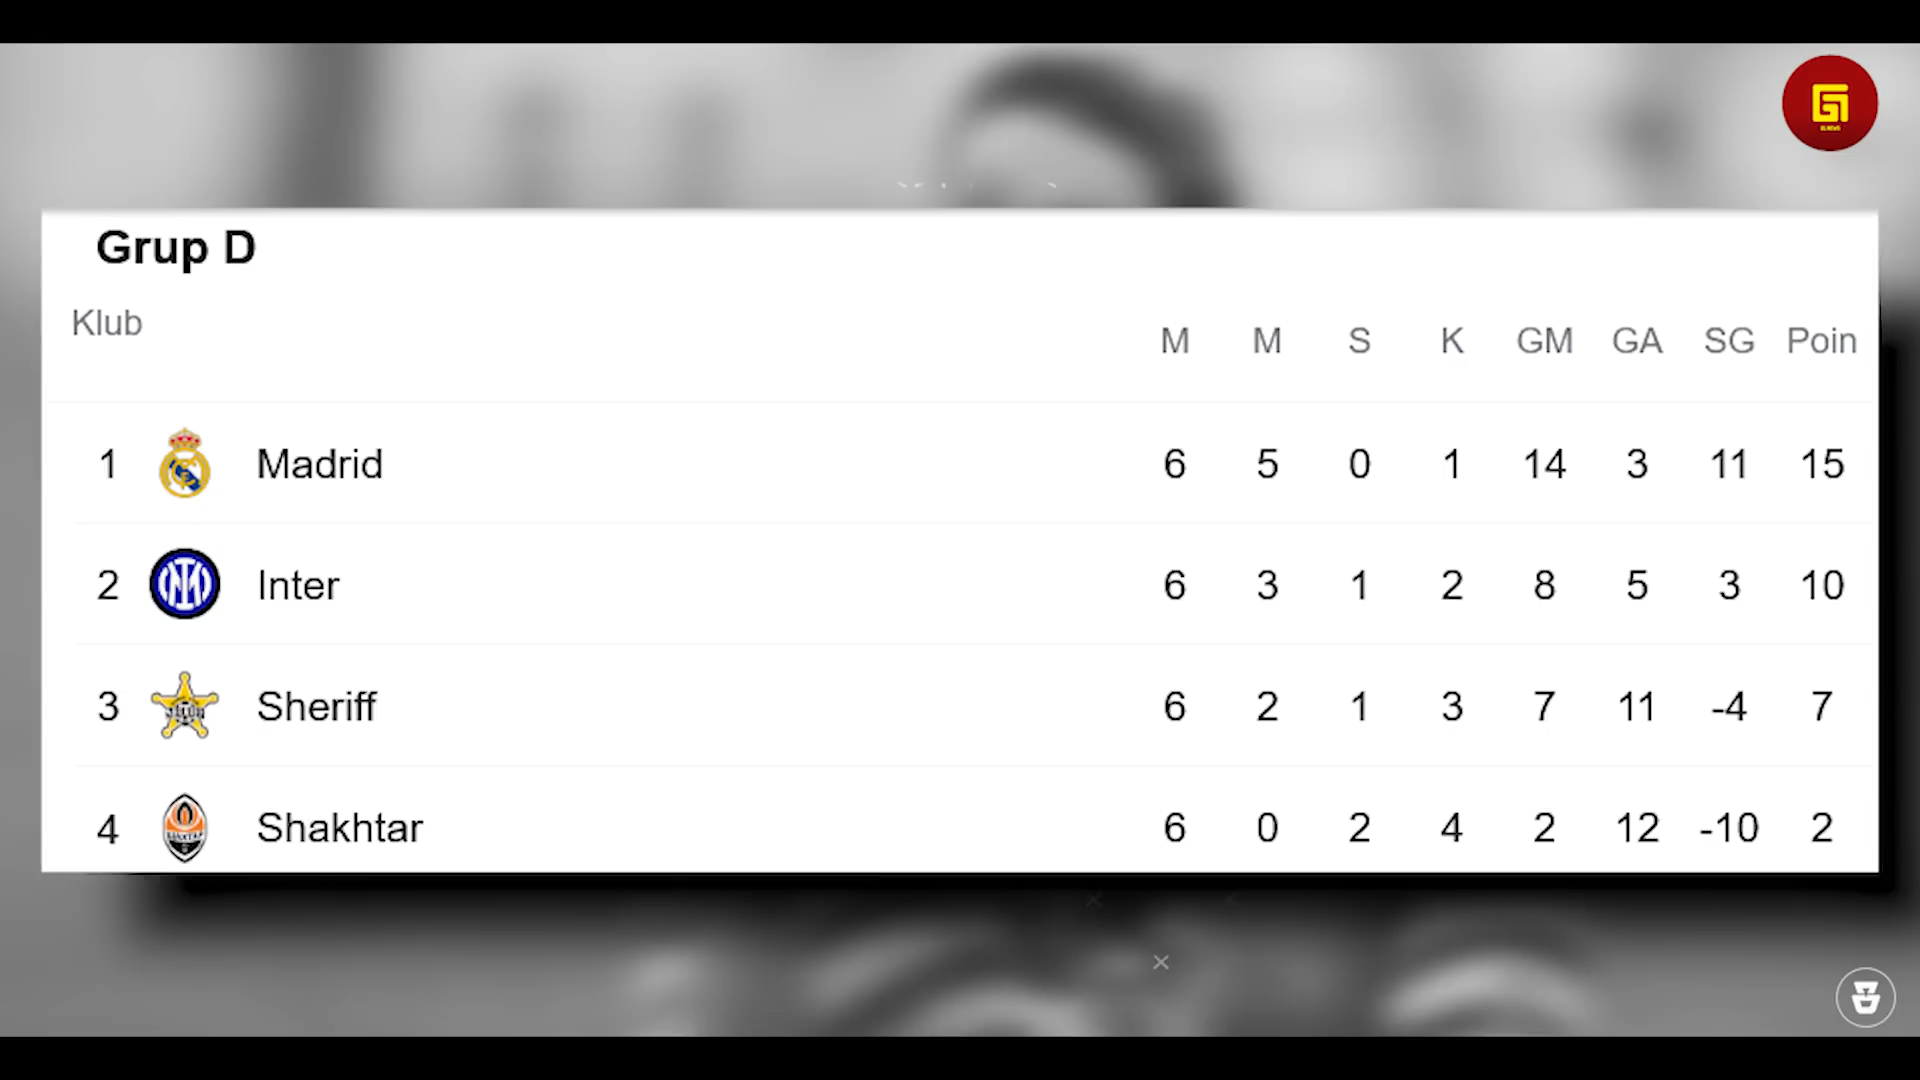 Grup D
Klub M M S K GM GA SG Poin
1 Madrid 6 5 0 1 14 3 11 15
2 Inter 6 3 1 2 8 5 3 10
3 Sheriff 6 2 1 3 7 11 -4 7
4 Shakhtar 6 0 2 4 2 12 -10 2